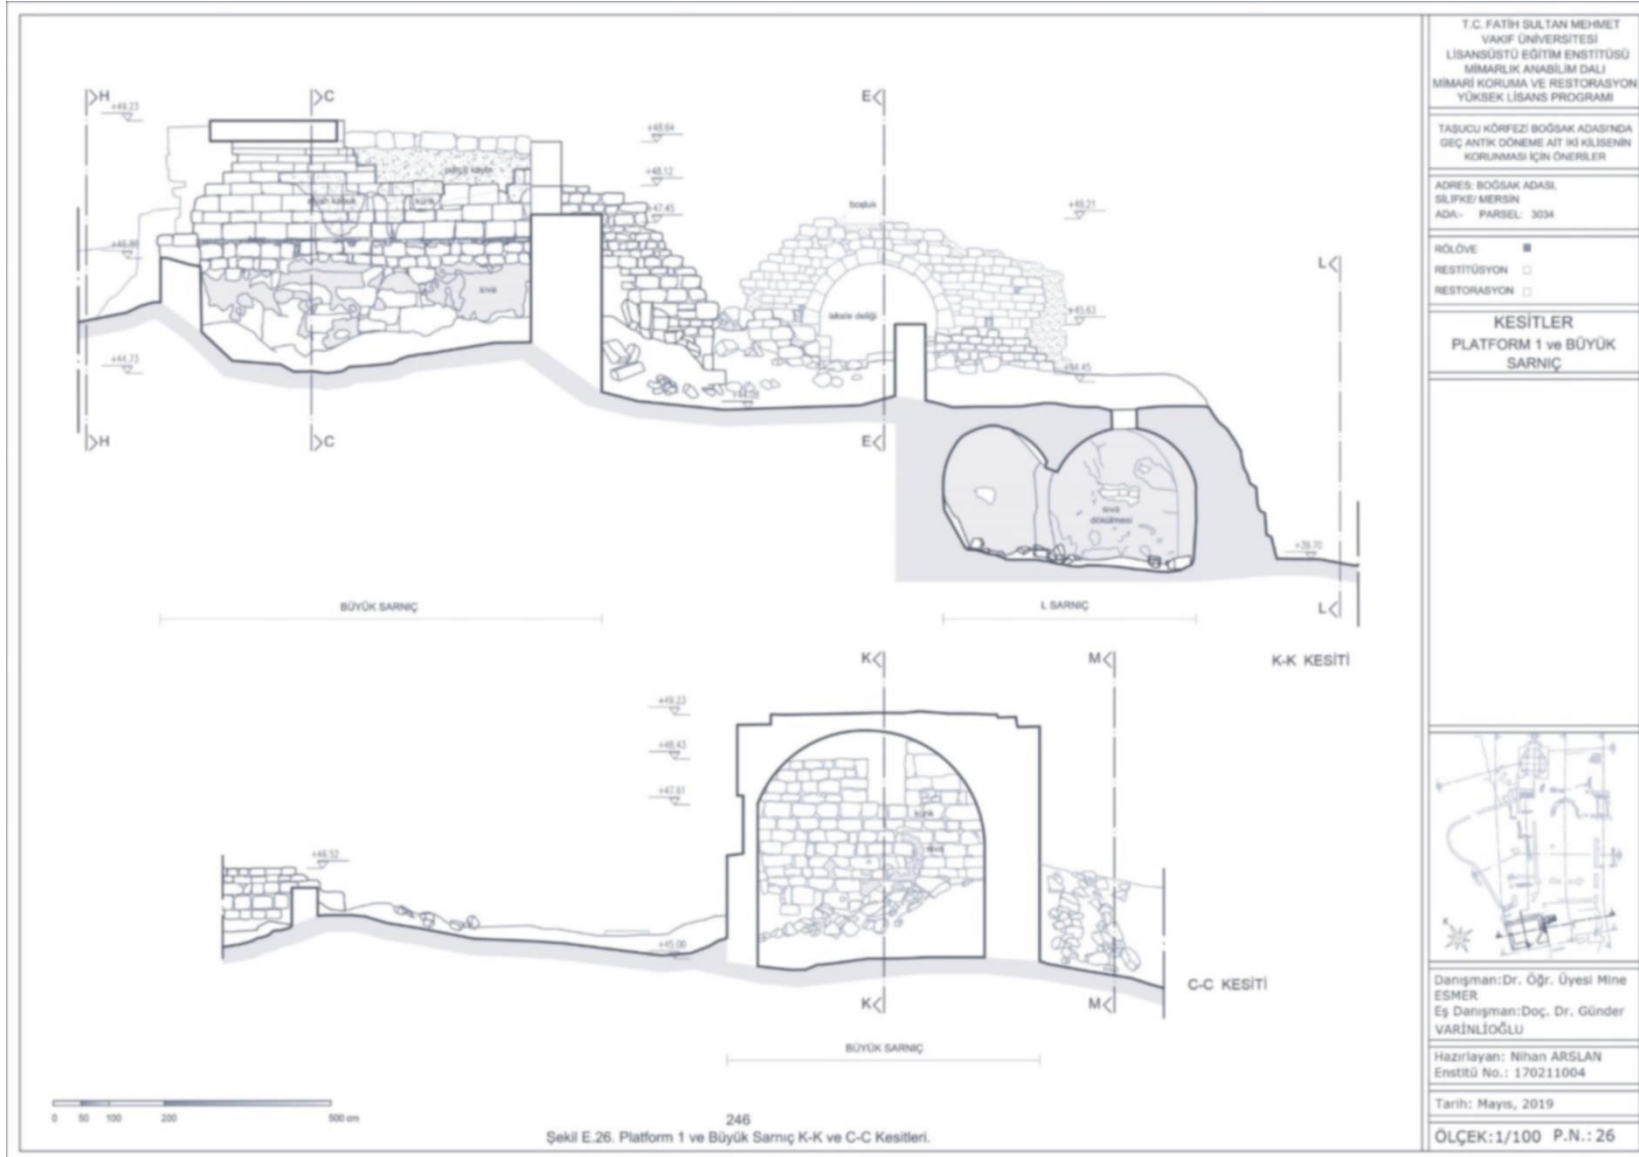 H
C
E
+49.23
+48.64
+48.12
+47.45
+46.21
boşluk
künk
sıva
iskele deliği
+45.63
L
+44.73
+44.45
H
C
E
sıva
dökülmesi
+39.70
BÜYÜK SARNIÇ
L SARNIÇ
L
K-K KESİTİ
K
M
+49.23
+48.43
+47.61
künk
+46.52
+45.00
C-C KESİTİ
K
M
BÜYÜK SARNIÇ
0 50 100 200 500 cm
246
Şekil E.26. Platform 1 ve Büyük Sarnıç K-K ve C-C Kesitleri.
T.C. FATİH SULTAN MEHMET
VAKIF ÜNİVERSİTESİ
LİSANSÜSTÜ EĞİTİM ENSTİTÜSÜ
MİMARLIK ANABİLİM DALI
MİMARİ KORUMA VE RESTORASYON
YÜKSEK LİSANS PROGRAMI
TAŞUCU KÖRFEZİ BOĞSAK ADASI'NDA
GEÇ ANTİK DÖNEME AİT İKİ KİLİSENİN
KORUNMASI İÇİN ÖNERİLER
ADRES: BOĞSAK ADASI,
SİLİFKE/ MERSİN
ADA:- PARSEL: 3034
RÖLÖVE
RESTİTÜSYON
RESTORASYON
KESİTLER
PLATFORM 1 ve BÜYÜK
SARNIÇ
K
Danışman:Dr. Öğr. Üyesi Mine
ESMER
Eş Danışman:Doç. Dr. Günder
VARİNLİOĞLU
Hazırlayan: Nihan ARSLAN
Enstitü No.: 170211004
Tarih: Mayıs, 2019
ÖLÇEK:1/100 P.N.: 26